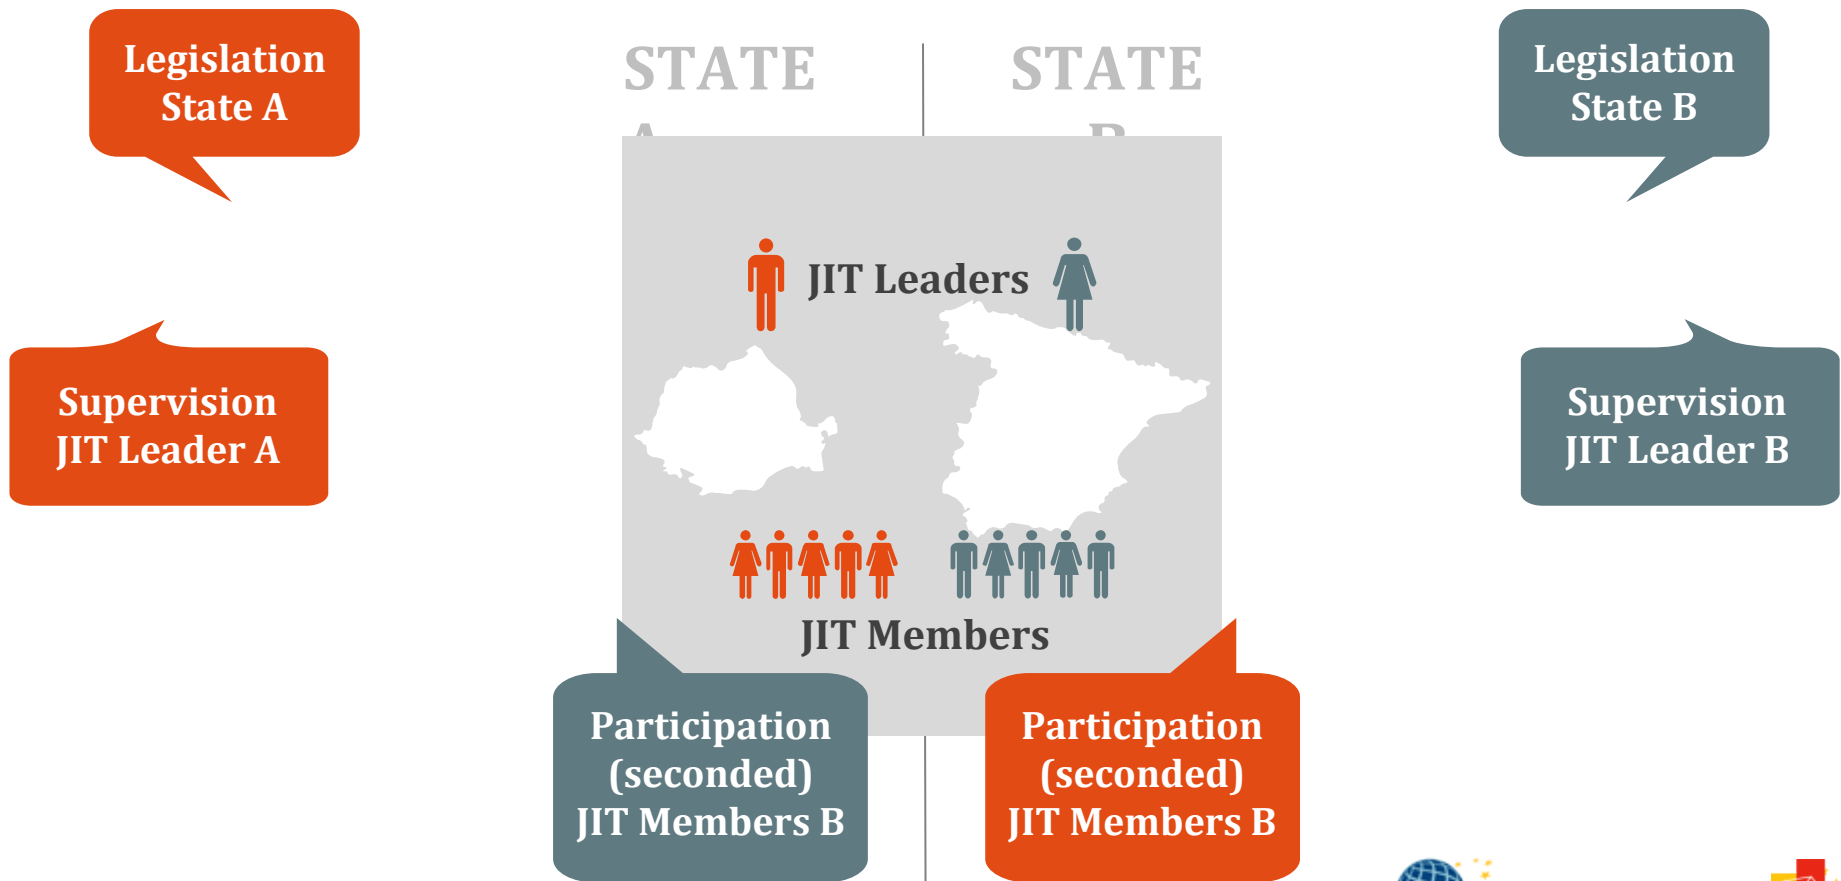 Legislation
State A
STATE
A
STATE
B
Legislation
State B
JIT Leaders
Supervision
JIT Leader A
Supervision
JIT Leader B
JIT Members
Participation
(seconded)
JIT Members B
Participation
(seconded)
JIT Members B